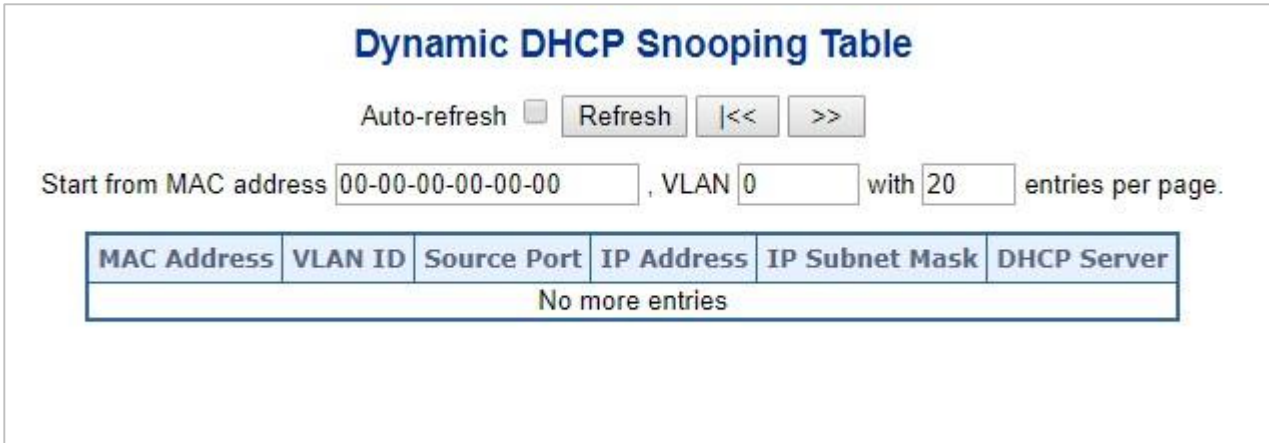 Dynamic DHCP Snooping Table
Auto-refresh Refresh |<< >>
Start from MAC address 00-00-00-00-00-00 , VLAN 0 with 20 entries per page.
MAC Address VLAN ID Source Port IP Address IP Subnet Mask DHCP Server
No more entries